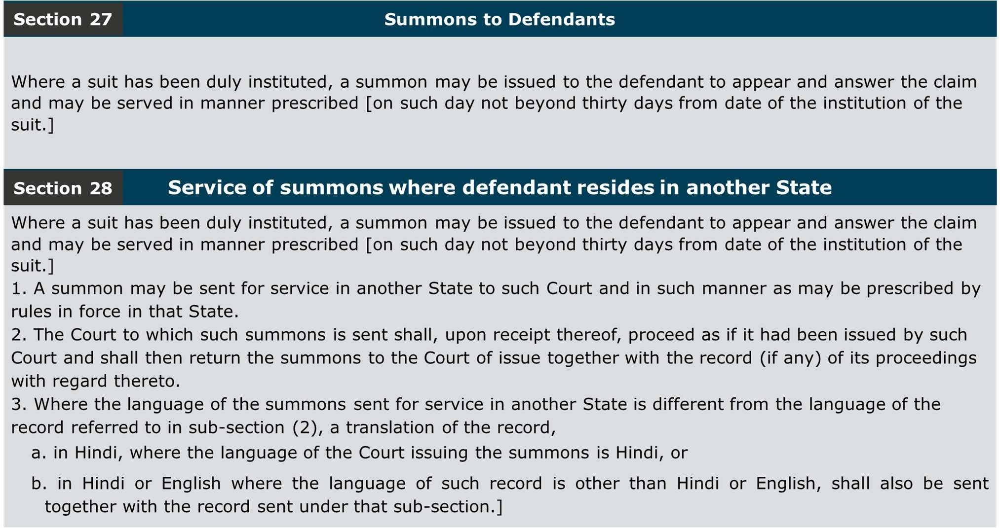 Section 27
Summons to Defendants
Where a suit has been duly instituted, a summon may be issued to the defendant to appear and answer the claim
and may be served in manner prescribed [on such day not beyond thirty days from date of the institution of the
suit.]
Section 28
Service of summons where defendant resides in another State
Where a suit has been duly instituted, a summon may be issued to the defendant to appear and answer the claim
and may be served in manner prescribed [on such day not beyond thirty days from date of the institution of the
suit.]
1. A summon may be sent for service in another State to such Court and in such manner as may be prescribed by
rules in force in that State.
2. The Court to which such summons is sent shall, upon receipt thereof, proceed as if it had been issued by such
Court and shall then return the summons to the Court of issue together with the record (if any) of its proceedings
with regard thereto.
3. Where the language of the summons sent for service in another State is different from the language of the
record referred to in sub-section (2), a translation of the record,
a. in Hindi, where the language of the Court issuing the summons is Hindi, or
b. in Hindi or English where the language of such record is other than Hindi or English, shall also be sent
together with the record sent under that sub-section.]